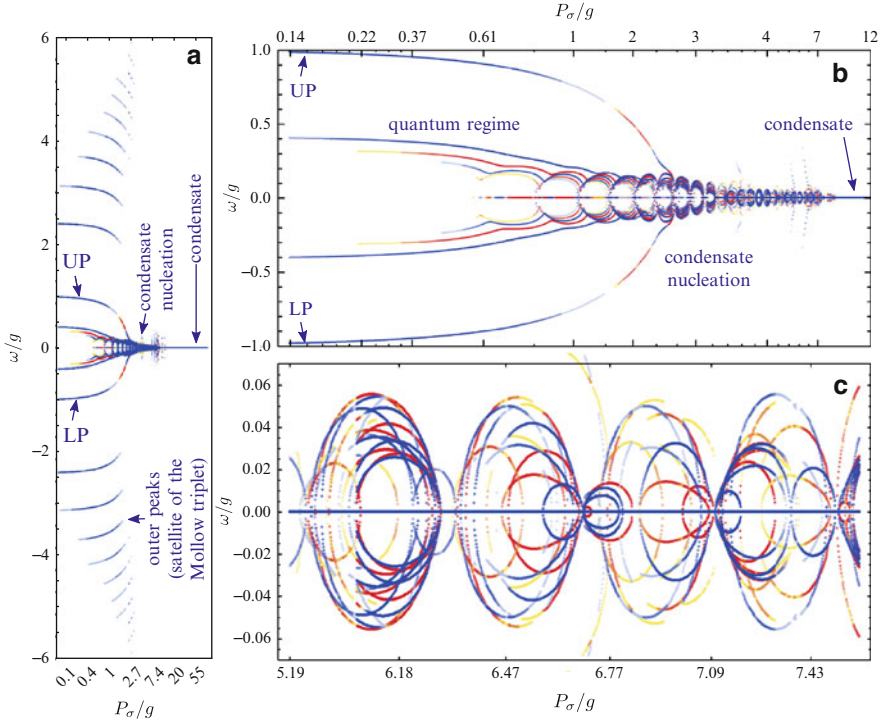 a
6
4
2
0
−2
−4
−6
ω/g
UP
LP
condensate
nucleation
condensate
outer peaks
(satellite of the
Mollow triplet)
0.1
0.4
1
2.7
7.4
20
55
P_σ/g
P_σ/g
0.14
0.22
0.37
0.61
1
2
3
4
7
12
b
1.0
0.5
0.0
−0.5
−1.0
ω/g
UP
quantum regime
condensate
LP
condensate
nucleation
c
0.06
0.04
0.02
0.00
−0.02
−0.04
−0.06
ω/g
5.19
6.18
6.47
6.77
7.09
7.43
P_σ/g